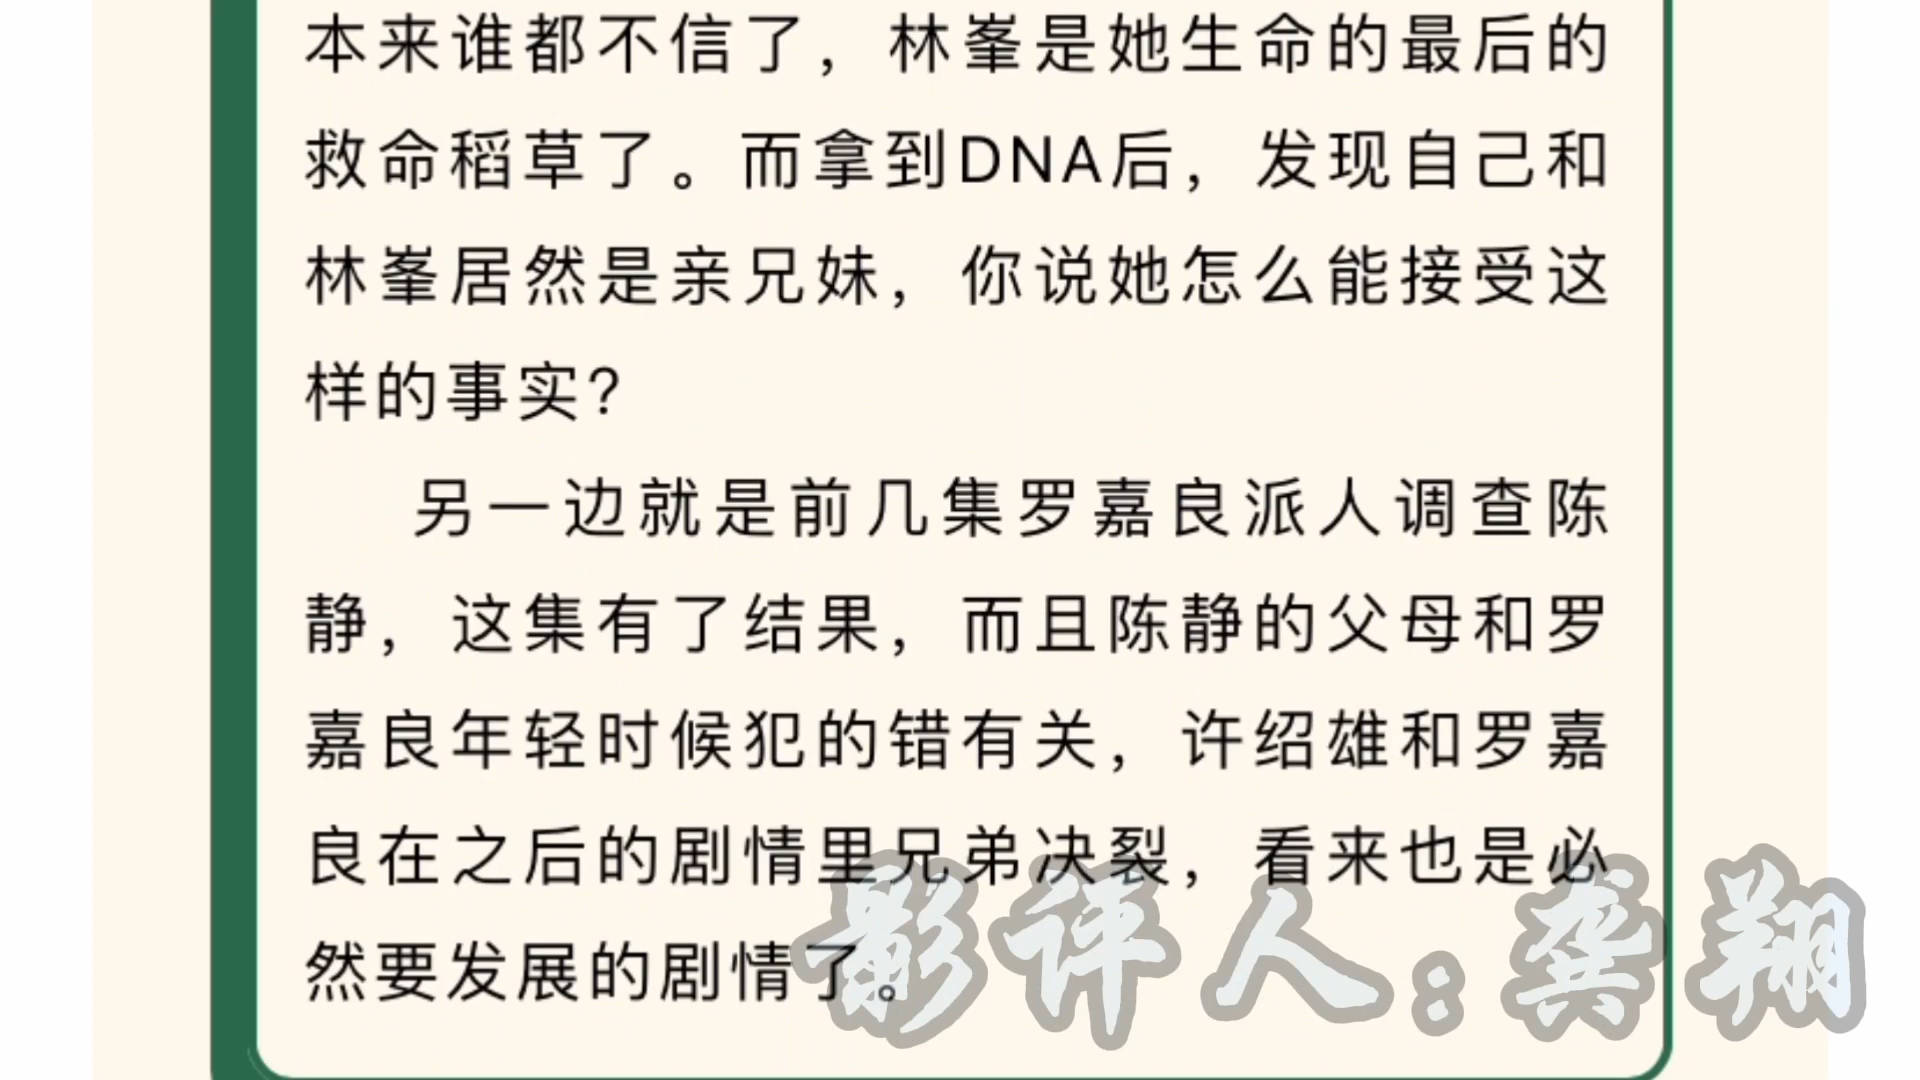 本来谁都不信了，林峯是她生命的最后的
救命稻草了。而拿到DNA后，发现自己和
林峯居然是亲兄妹，你说她怎么能接受这
样的事实？
另一边就是前几集罗嘉良派人调查陈
静，这集有了结果，而且陈静的父母和罗
嘉良年轻时候犯的错有关，许绍雄和罗嘉
良在之后的剧情里兄弟决裂，看来也是必
然要发展的剧情了。
影评人：龚翔